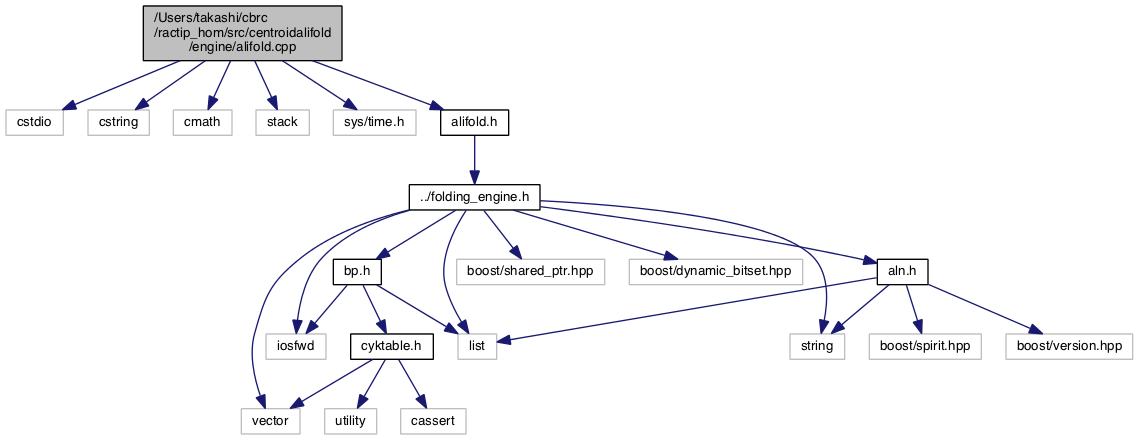 /Users/takashi/cbrc
/ractip_hom/src/centroidalifold
/engine/alifold.cpp
cstdio
cstring
cmath
stack
sys/time.h
alifold.h
../folding_engine.h
bp.h
boost/shared_ptr.hpp
boost/dynamic_bitset.hpp
aln.h
iosfwd
cyktable.h
list
string
boost/spirit.hpp
boost/version.hpp
vector
utility
cassert